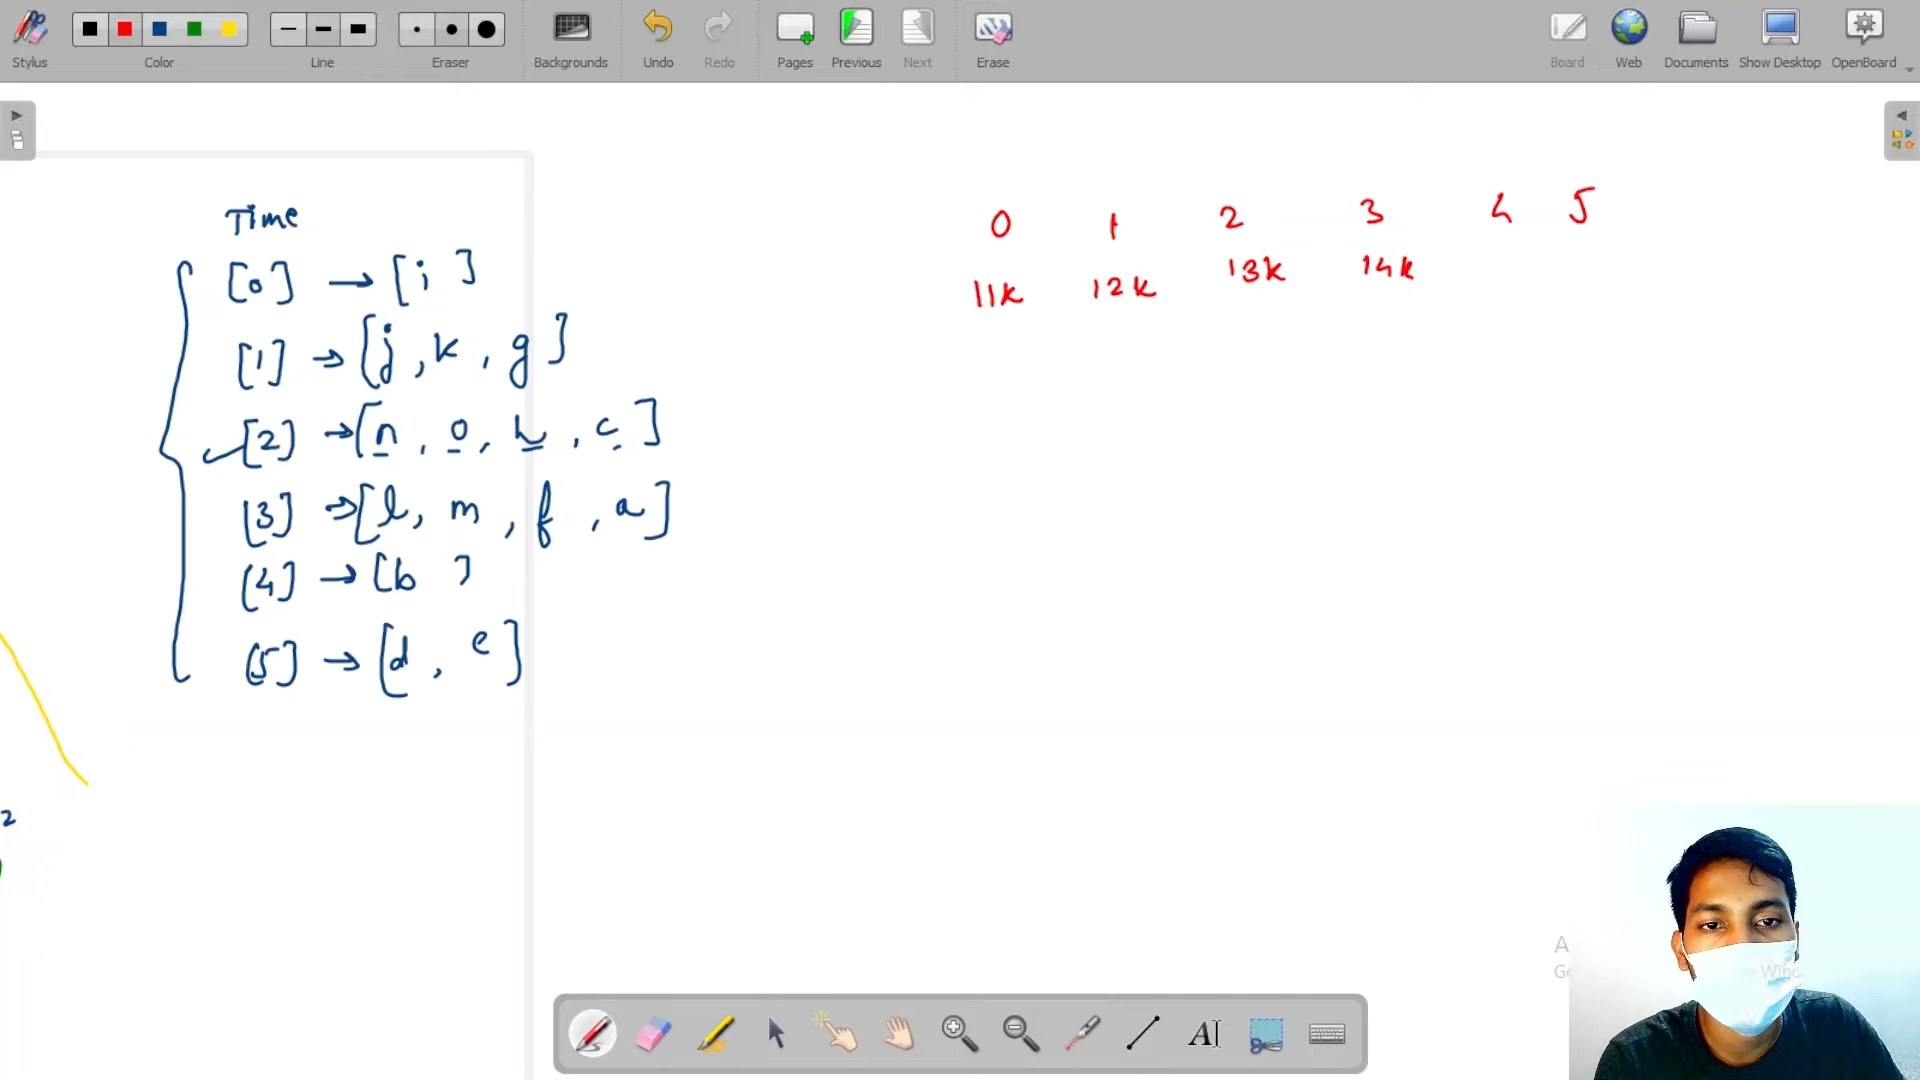 Stylus Color Line Eraser Backgrounds Undo Redo Pages Previous Next Erase Board Web Documents Show Desktop OpenBoard
Time
[0] → [i ]
[1] → [j, k, g]
[2] → [n, o, h, c]
[3] → [l, m, f, a]
[4] → [b ]
[5] → [d, e]
2
0 1 2 3 4 5
11k 12k 13k 14k